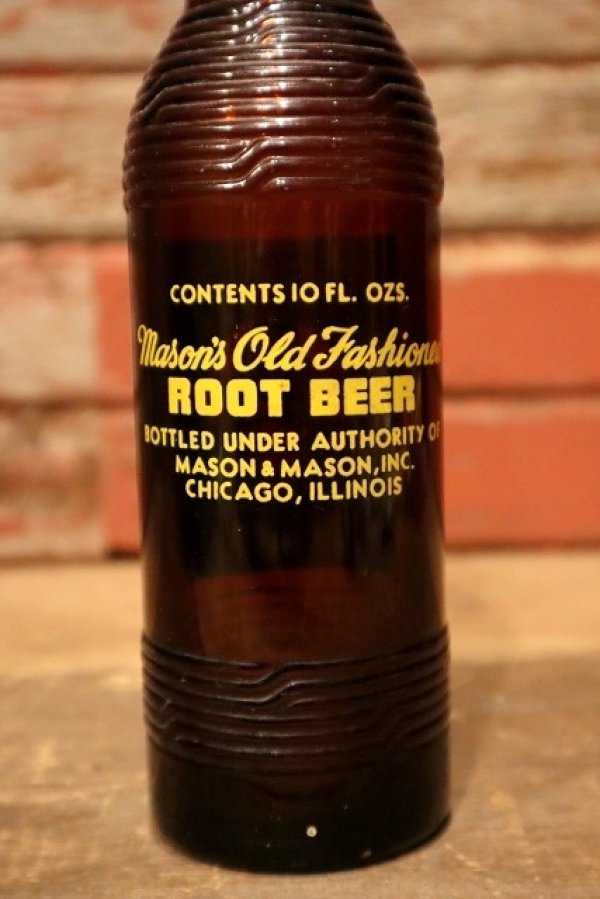 CONTENTS 10 FL. OZS.
Mason's Old Fashioned
ROOT BEER
BOTTLED UNDER AUTHORITY OF
MASON & MASON, INC.
CHICAGO, ILLINOIS